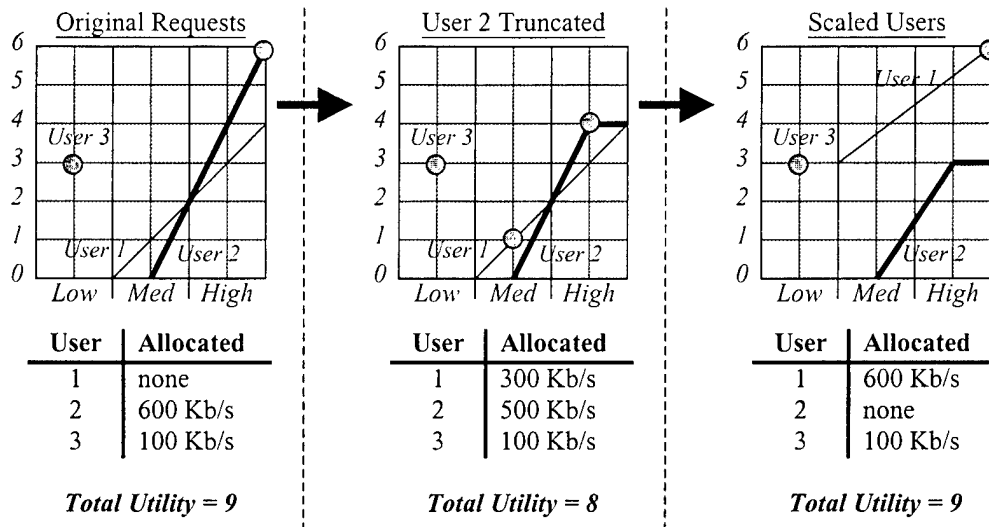 Original Requests
6
5
4
3
2
1
0
User 3
User 1
User 2
Low Med High
User Allocated
1 none
2 600 Kb/s
3 100 Kb/s
Total Utility = 9
User 2 Truncated
6
5
4
3
2
1
0
User 3
User 1
User 2
Low Med High
User Allocated
1 300 Kb/s
2 500 Kb/s
3 100 Kb/s
Total Utility = 8
Scaled Users
6
5
4
3
2
1
0
User 1
User 3
User 2
Low Med High
User Allocated
1 600 Kb/s
2 none
3 100 Kb/s
Total Utility = 9